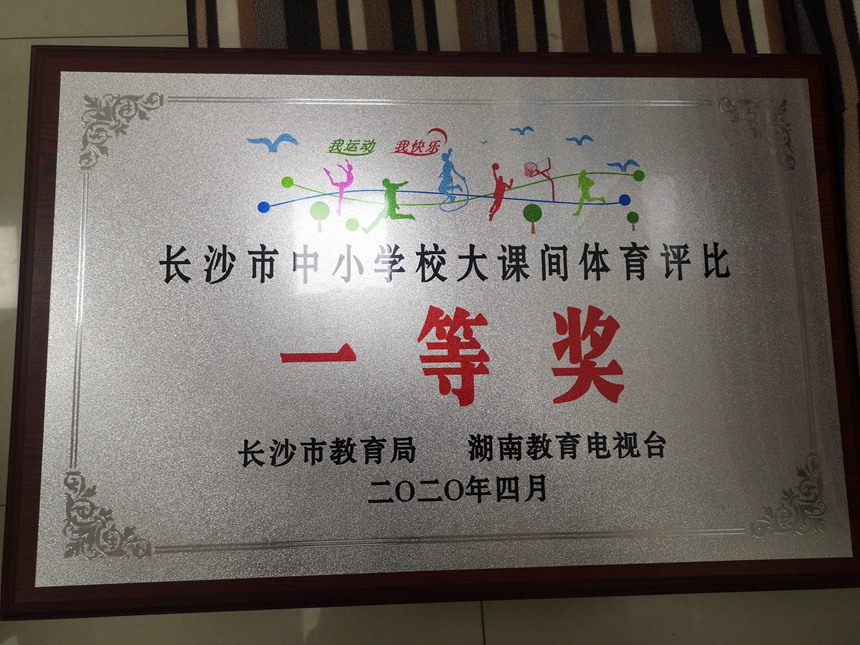 我运动 我快乐
长沙市中小学校大课间体育评比
一等奖
长沙市教育局 湖南教育电视台
二〇二〇年四月